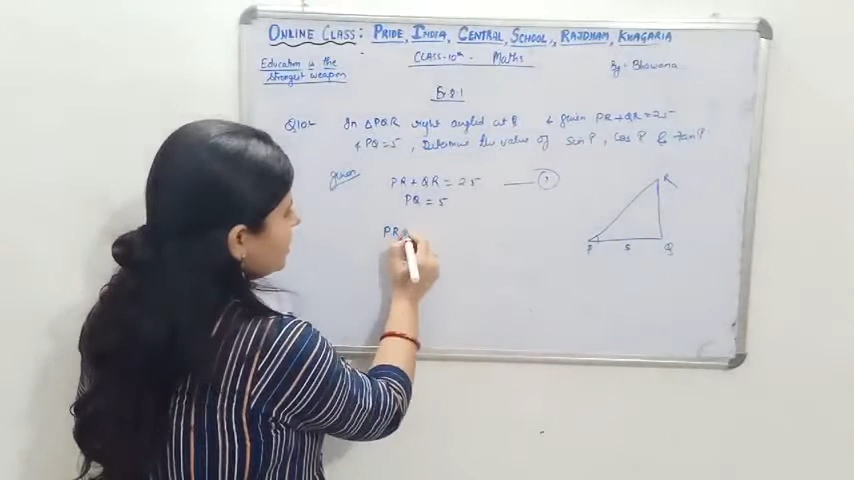 ONLINE CLASS: PRIDE, INDIA, CENTRAL, SCHOOL, RAJDHAM, KHAGARIA
Education is the strongest weapon
CLASS-10th - Maths
By:- Bhawana
Ex 8.1
Q10:- In △PQR right angled at Q & given PR+QR=25
& PQ=5, Determine the value of sin P, Cos P & tan P
given
PR+QR = 25 ——— ①
PQ = 5
PR
R
P 5 Q